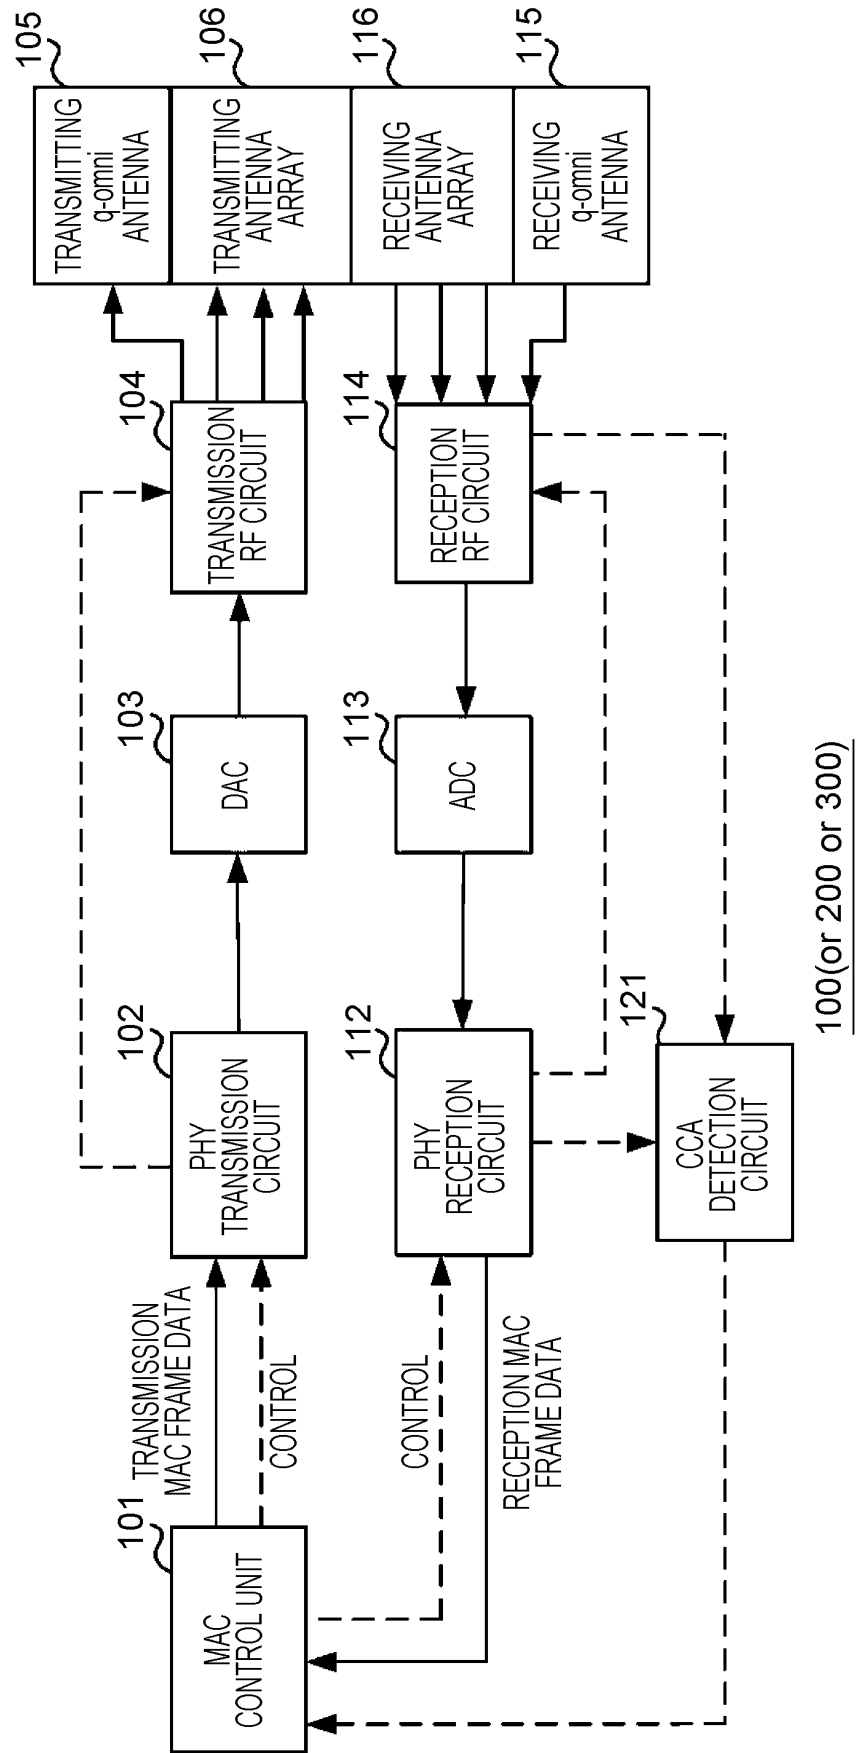 105
TRANSMITTING
q-omni
ANTENNA
106
TRANSMITTING
ANTENNA
ARRAY
116
RECEIVING
ANTENNA
ARRAY
115
RECEIVING
q-omni
ANTENNA
104
TRANSMISSION
RF CIRCUIT
114
RECEPTION
RF CIRCUIT
103
DAC
113
ADC
102
PHY
TRANSMISSION
CIRCUIT
112
PHY
RECEPTION
CIRCUIT
121
CCA
DETECTION
CIRCUIT
TRANSMISSION
MAC FRAME DATA
CONTROL
CONTROL
RECEPTION MAC
FRAME DATA
101
MAC
CONTROL UNIT
100(or 200 or 300)